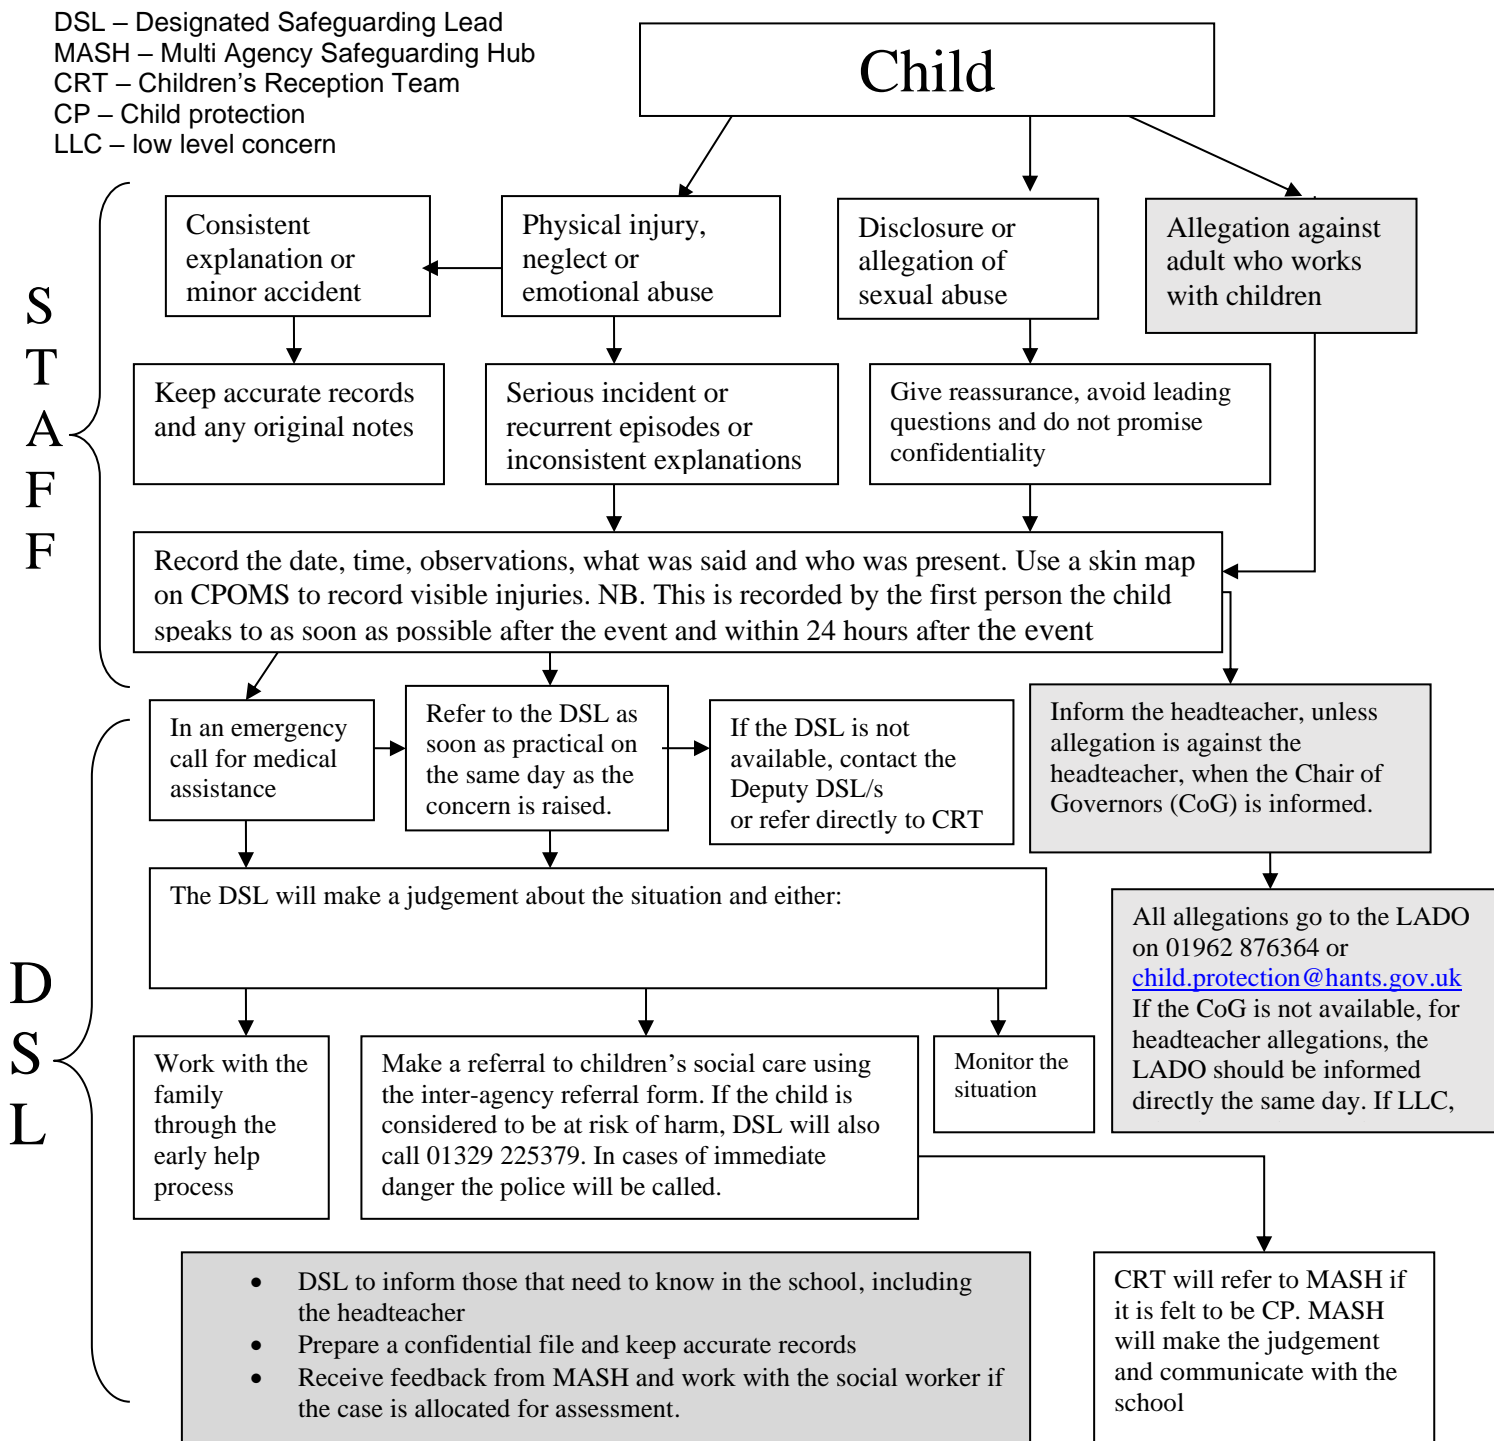 DSL – Designated Safeguarding Lead
MASH – Multi Agency Safeguarding Hub
CRT – Children's Reception Team
CP – Child protection
LLC – low level concern
Child
S
T
A
F
F
Consistent
explanation or
minor accident
Physical injury,
neglect or
emotional abuse
Disclosure or
allegation of
sexual abuse
Allegation against
adult who works
with children
Keep accurate records
and any original notes
Serious incident or
recurrent episodes or
inconsistent explanations
Give reassurance, avoid leading
questions and do not promise
confidentiality
Record the date, time, observations, what was said and who was present. Use a skin map
on CPOMS to record visible injuries. NB. This is recorded by the first person the child
speaks to as soon as possible after the event and within 24 hours after the event
D
S
L
In an emergency
call for medical
assistance
Refer to the DSL as
soon as practical on
the same day as the
concern is raised.
If the DSL is not
available, contact the
Deputy DSL/s
or refer directly to CRT
Inform the headteacher, unless
allegation is against the
headteacher, when the Chair of
Governors (CoG) is informed.
The DSL will make a judgement about the situation and either:
All allegations go to the LADO
on 01962 876364 or
child.protection@hants.gov.uk
If the CoG is not available, for
headteacher allegations, the
LADO should be informed
directly the same day. If LLC,
Work with the
family
through the
early help
process
Make a referral to children's social care using
the inter-agency referral form. If the child is
considered to be at risk of harm, DSL will also
call 01329 225379. In cases of immediate
danger the police will be called.
Monitor the
situation
• DSL to inform those that need to know in the school, including
the headteacher
• Prepare a confidential file and keep accurate records
• Receive feedback from MASH and work with the social worker if
the case is allocated for assessment.
CRT will refer to MASH if
it is felt to be CP. MASH
will make the judgement
and communicate with the
school